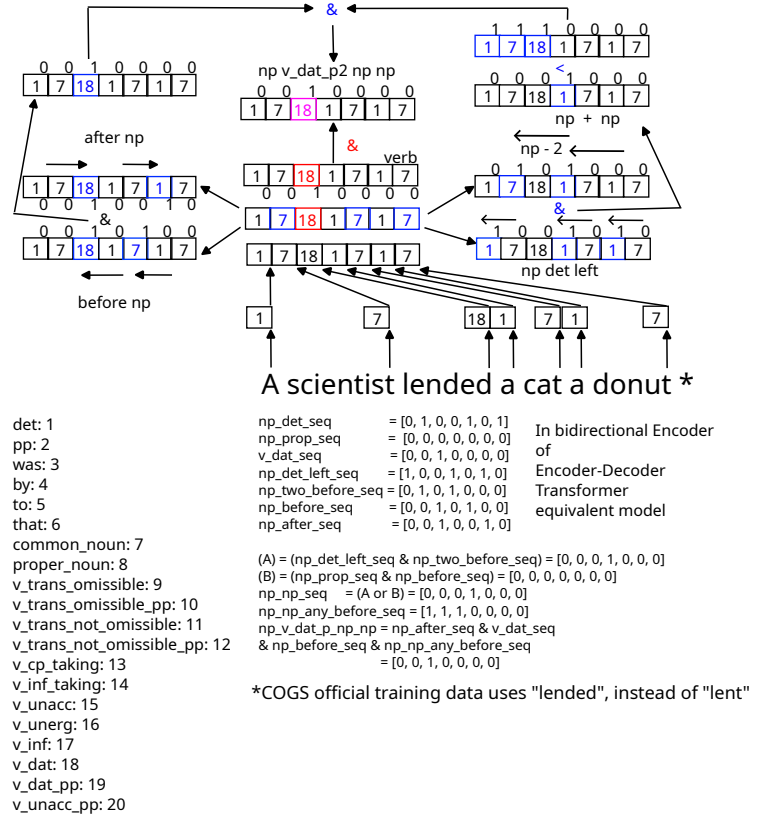 &
1 1 1 0 0 0 0
1 7 18 1 7 1 7
<
0 0 0 1 0 0 0
1 7 18 1 7 1 7
np + np
0 0 1 0 0 0 0
1 7 18 1 7 1 7
np v_dat_p2 np np
0 0 1 0 0 0 0
1 7 18 1 7 1 7
&
verb
1 7 18 1 7 1 7
0 0 1 0 0 0 0
1 7 18 1 7 1 7
1 7 18 1 7 1 7
after np
1 7 18 1 7 1 7
0 0 1 0 0 1 0
&
0 0 1 0 1 0 0
1 7 18 1 7 1 7
before np
np - 2
0 1 0 1 0 0 0
1 7 18 1 7 1 7
&
1 0 0 1 0 1 0
1 7 18 1 7 1 7
np det left
1 7 18 1 7 1 7
A scientist lended a cat a donut *
det: 1
pp: 2
was: 3
by: 4
to: 5
that: 6
common_noun: 7
proper_noun: 8
v_trans_omissible: 9
v_trans_omissible_pp: 10
v_trans_not_omissible: 11
v_trans_not_omissible_pp: 12
v_cp_taking: 13
v_inf_taking: 14
v_unacc: 15
v_unerg: 16
v_inf: 17
v_dat: 18
v_dat_pp: 19
v_unacc_pp: 20
np_det_seq = [0, 1, 0, 0, 1, 0, 1]
np_prop_seq = [0, 0, 0, 0, 0, 0, 0]
v_dat_seq = [0, 0, 1, 0, 0, 0, 0]
np_det_left_seq = [1, 0, 0, 1, 0, 1, 0]
np_two_before_seq = [0, 1, 0, 1, 0, 0, 0]
np_before_seq = [0, 0, 1, 0, 1, 0, 0]
np_after_seq = [0, 0, 1, 0, 0, 1, 0]
In bidirectional Encoder
of
Encoder-Decoder
Transformer
equivalent model
(A) = (np_det_left_seq & np_two_before_seq) = [0, 0, 0, 1, 0, 0, 0]
(B) = (np_prop_seq & np_before_seq) = [0, 0, 0, 0, 0, 0, 0]
np_np_seq = (A or B) = [0, 0, 0, 1, 0, 0, 0]
np_np_any_before_seq = [1, 1, 1, 0, 0, 0, 0]
np_v_dat_p_np_np = np_after_seq & v_dat_seq
& np_before_seq & np_np_any_before_seq
= [0, 0, 1, 0, 0, 0, 0]
*COGS official training data uses "lended", instead of "lent"